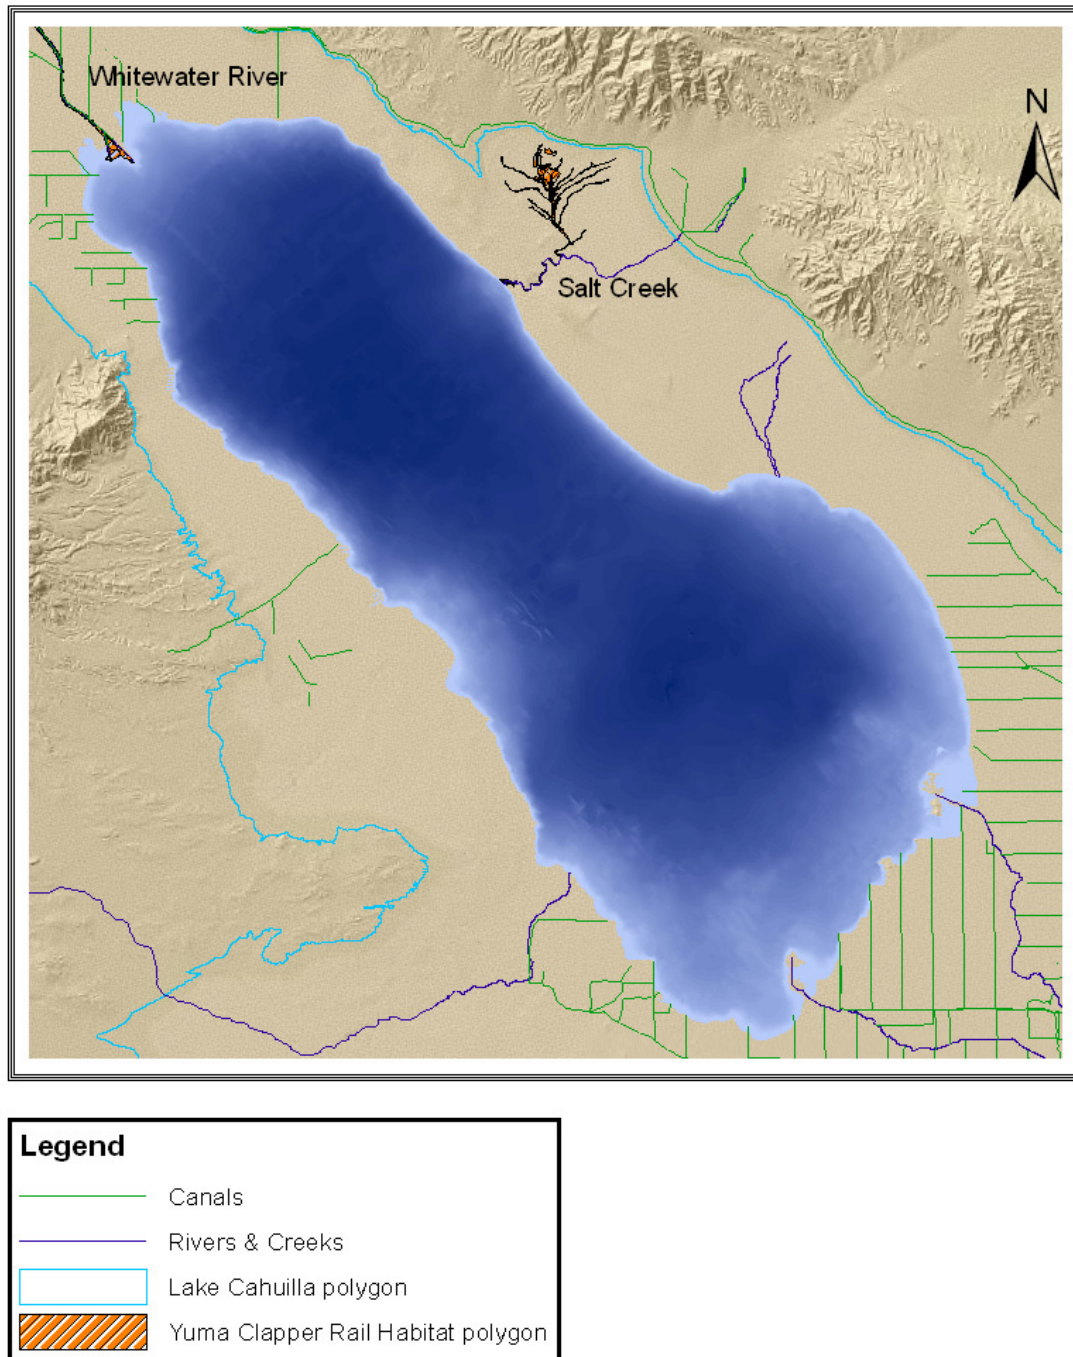 Whitewater River
N
Salt Creek
Legend
Canals
Rivers & Creeks
Lake Cahuilla polygon
Yuma Clapper Rail Habitat polygon